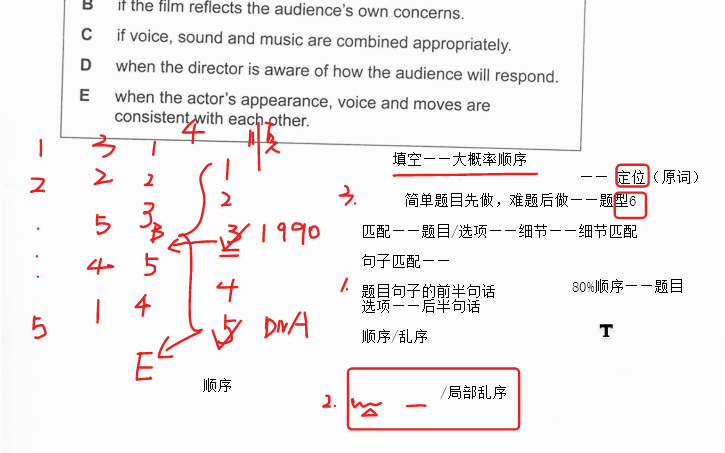 B if the film reflects the audience's own concerns.
C if voice, sound and music are combined appropriately.
D when the director is aware of how the audience will respond.
E when the actor's appearance, voice and moves are
consistent with each other.
4 顺
1 3 1 1
2 2 2 2
. 5 3 B 3 1990
: 4 5 4
5 1 4 5 DNA
E
顺序
填空——大概率顺序
——定位（原词）
3. 简单题目先做，难题后做——题型6
匹配——题目/选项——细节——细节匹配
句子匹配——
1. 题目句子的前半句话 80%顺序——题目
选项——后半句话
顺序/乱序
T
2. /局部乱序